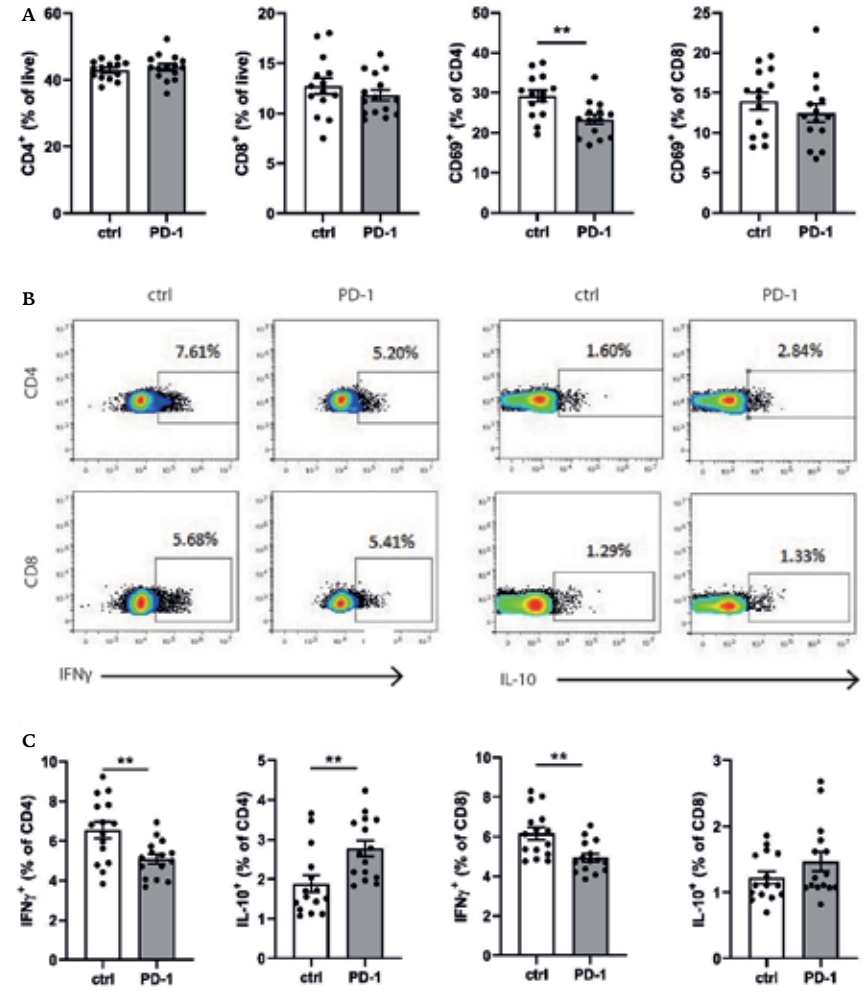 A
CD4+ (% of live)
60
40
20
0
ctrl PD-1
CD8+ (% of live)
20
15
10
5
0
ctrl PD-1
CD69+ (% of CD4)
50
40
30
20
10
0
**
ctrl PD-1
CD69+ (% of CD8)
25
20
15
10
5
0
ctrl PD-1
B
ctrl PD-1 ctrl PD-1
CD4
7.61% 5.20% 1.60% 2.84%
CD8
5.68% 5.41% 1.29% 1.33%
IFNγ IL-10
C
IFNγ+ (% of CD4)
10
8
6
4
2
0
**
ctrl PD-1
IL-10+ (% of CD4)
5
4
3
2
1
0
**
ctrl PD-1
IFNγ+ (% of CD8)
10
8
6
4
2
0
**
ctrl PD-1
IL-10+ (% of CD8)
3
2
1
0
ctrl PD-1